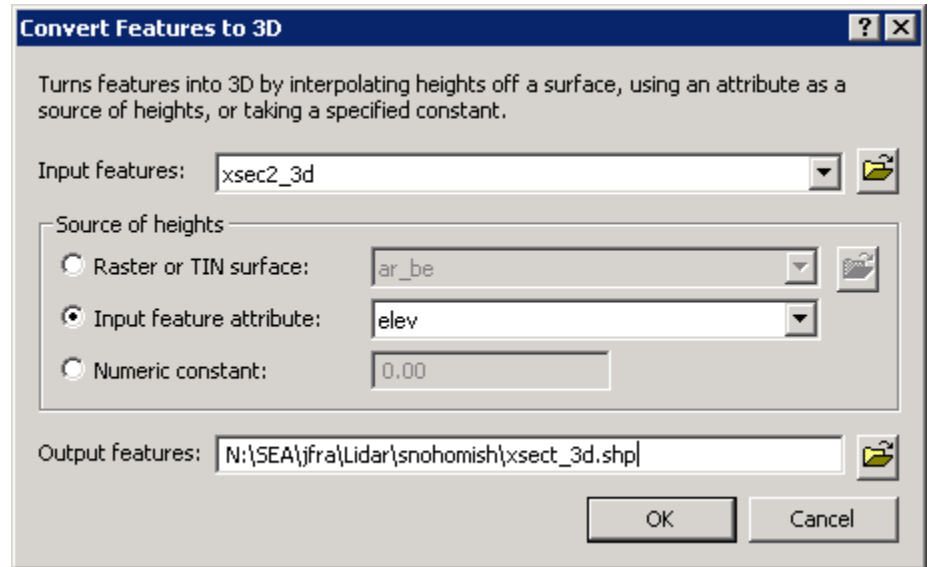 Convert Features to 3D
Turns features into 3D by interpolating heights off a surface, using an attribute as a
source of heights, or taking a specified constant.
Input features: xsec2_3d
Source of heights
Raster or TIN surface: ar_be
Input feature attribute: elev
Numeric constant: 0.00
Output features: N:\SEA\jfra\Lidar\snohomish\xsect_3d.shp
OK Cancel